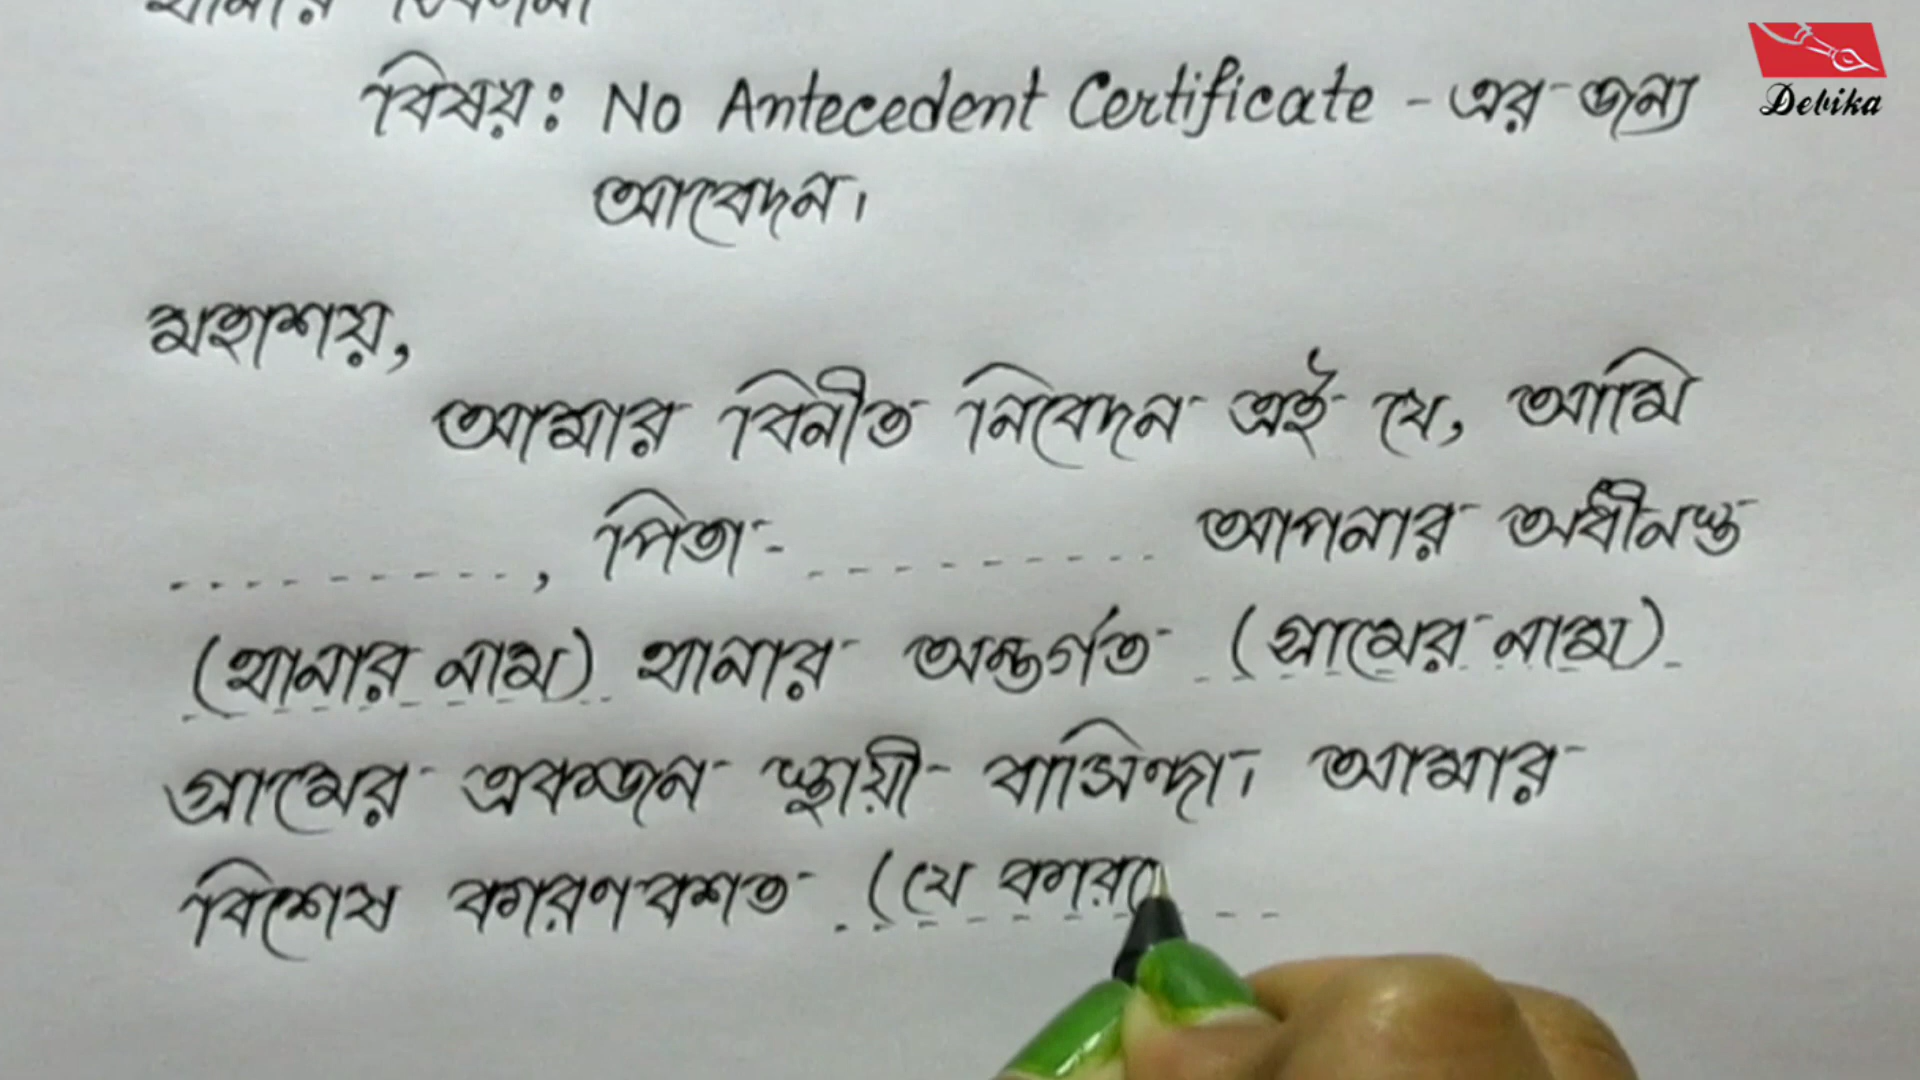 থানার ঠিকানা
বিষয়: No Antecedent Certificate - এর জন্য
আবেদন।
মহাশয়,
আমার বিনীত নিবেদন এই যে, আমি
..........., পিতা- .......... আপনার অধীনস্ত
(থানার নাম) থানার অন্তর্গত (গ্রামের নাম)
গ্রামের একজন স্থায়ী বাসিন্দা। আমার
বিশেষ কারণবশত (যে কার
Debika